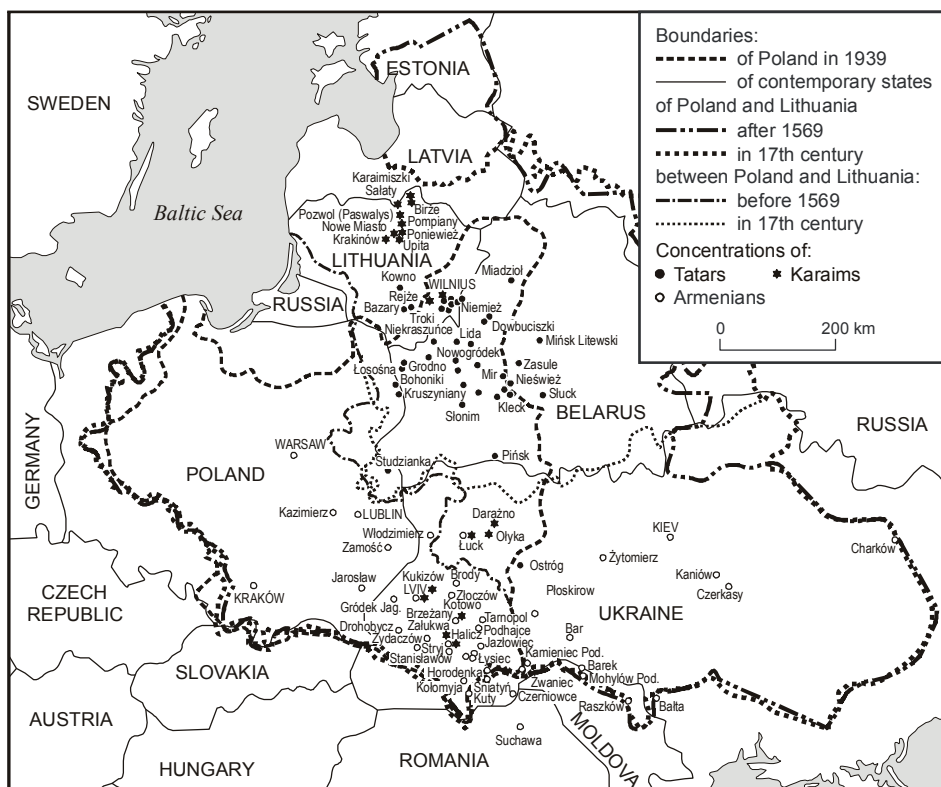 Boundaries:
of Poland in 1939
of contemporary states
of Poland and Lithuania
after 1569
in 17th century
between Poland and Lithuania:
before 1569
in 17th century
Concentrations of:
Tatars
Karaims
Armenians
0
200 km
SWEDEN
ESTONIA
LATVIA
Baltic Sea
Karaimiszki
Sałaty
Birże
Pozwol (Paswalys)
Pompiany
Nowe Miasto
Poniewież
Krakinów
Upita
LITHUANIA
Kowno
WILNIUS
Miadzioł
Rejże
RUSSIA
Bazary
Niemież
Troki
Dowbuciszki
Niekraszuńce
Lida
Mińsk Litewski
Nowogródek
Łosośna
Grodno
Zasule
Bohoniki
Mir
Nieśwież
Kruszyniany
Kleck
Słuck
Słonim
BELARUS
RUSSIA
GERMANY
WARSAW
POLAND
Studzianka
Pińsk
Kazimierz
LUBLIN
Darażno
Włodzimierz
Łuck
Ołyka
KIEV
Charków
Zamość
Żytomierz
Ostróg
CZECH
REPUBLIC
Jarosław
Kukizów
Brody
Płoskirow
Kaniów
KRAKÓW
LVIV
Złoczów
Czerkasy
Gródek Jag.
Kotowo
UKRAINE
Brzeżany
Tarnopol
Drohobycz
Załukwa
Podhajce
Bar
Żydaczów
Halicz
Jazłowiec
Stryj
Kamieniec Pod.
SLOVAKIA
Stanisławów
Łysiec
Barek
Horodenka
Żwaniec
Mohylów Pod.
Kołomyja
Śniatyń
Czerniowce
Raszków
Bałta
Kuty
AUSTRIA
Suchawa
MOLDOVA
HUNGARY
ROMANIA